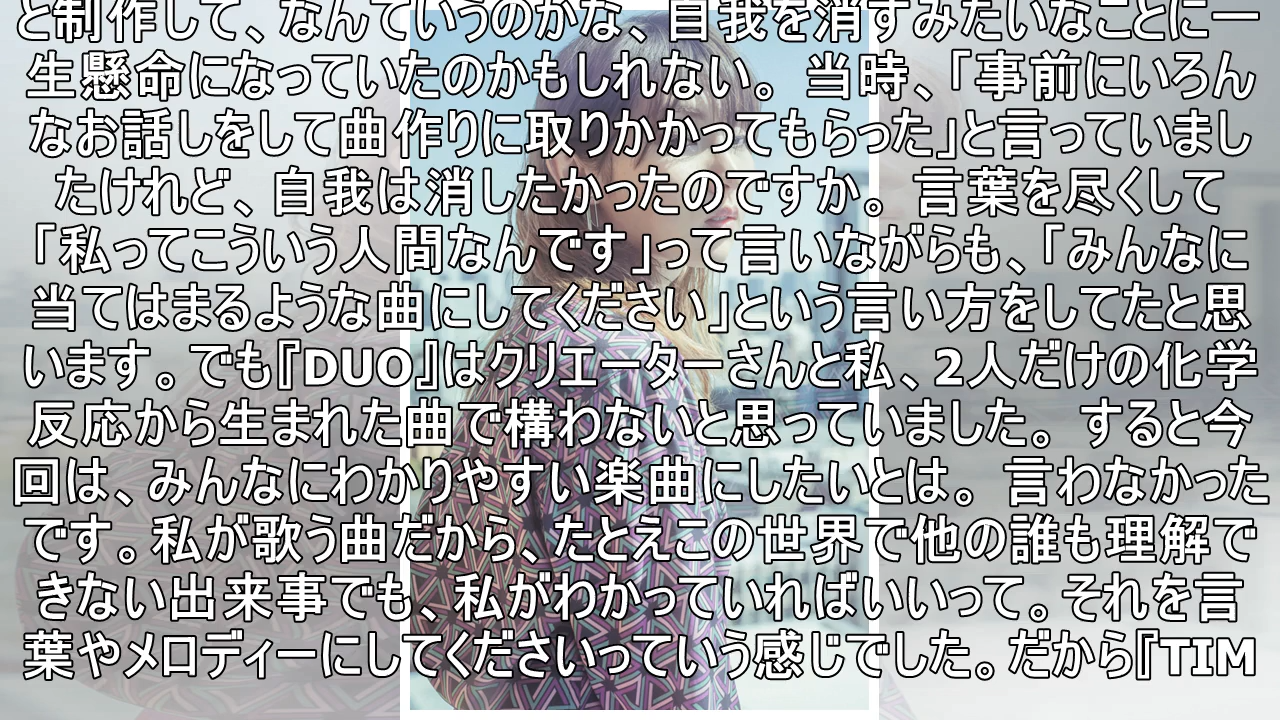 と制作して、なんていうのかな、自我を消すみたいなことに一
生懸命になっていたのかもしれない。当時、「事前にいろん
なお話しをして曲作りに取りかかってもらった」と言っていまし
たけれど、自我は消したかったのですか。言葉を尽くして
「私ってこういう人間なんです」って言いながらも、「みんなに
当てはまるような曲にしてください」という言い方をしてたと思
います。でも『DUO』はクリエーターさんと私、2人だけの化学
反応から生まれた曲で構わないと思っていました。すると今
回は、みんなにわかりやすい楽曲にしたいとは。言わなかった
です。私が歌う曲だから、たとえこの世界で他の誰も理解で
きない出来事でも、私がわかっていればいいって。それを言
葉やメロディーにしてくださいっていう感じでした。だから『TIM